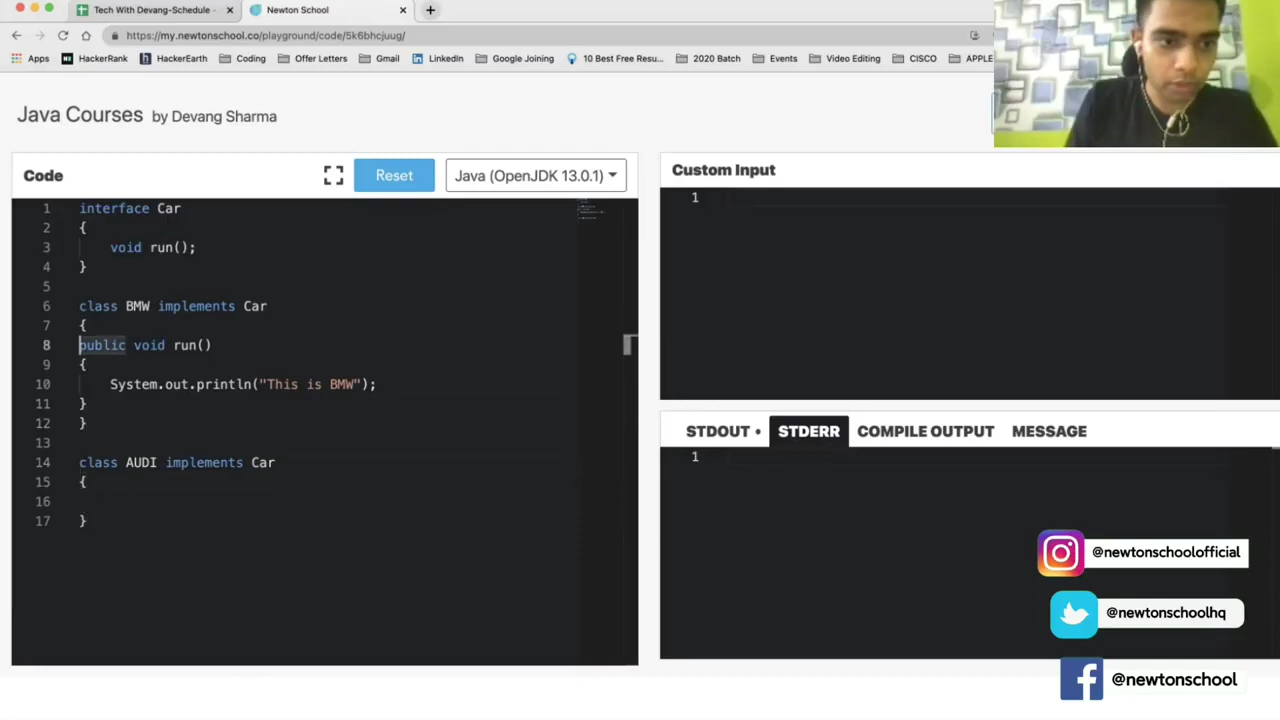 Tech With Devang-Schedule
Newton School
https://my.newtonschool.co/playground/code/5k6bhcjuug/
Apps
HackerRank
HackerEarth
Coding
Offer Letters
Gmail
LinkedIn
Google Joining
10 Best Free Resu...
2020 Batch
Events
Video Editing
CISCO
APPLE
Java Courses by Devang Sharma
Code
Reset
Java (OpenJDK 13.0.1)
1 interface Car
2 {
3 void run();
4 }
5
6 class BMW implements Car
7 {
8 public void run()
9 {
10 System.out.println("This is BMW");
11 }
12 }
13
14 class AUDI implements Car
15 {
16
17 }
Custom Input
1
STDOUT • STDERR COMPILE OUTPUT MESSAGE
1
@newtonschoolofficial
@newtonschoolhq
@newtonschool